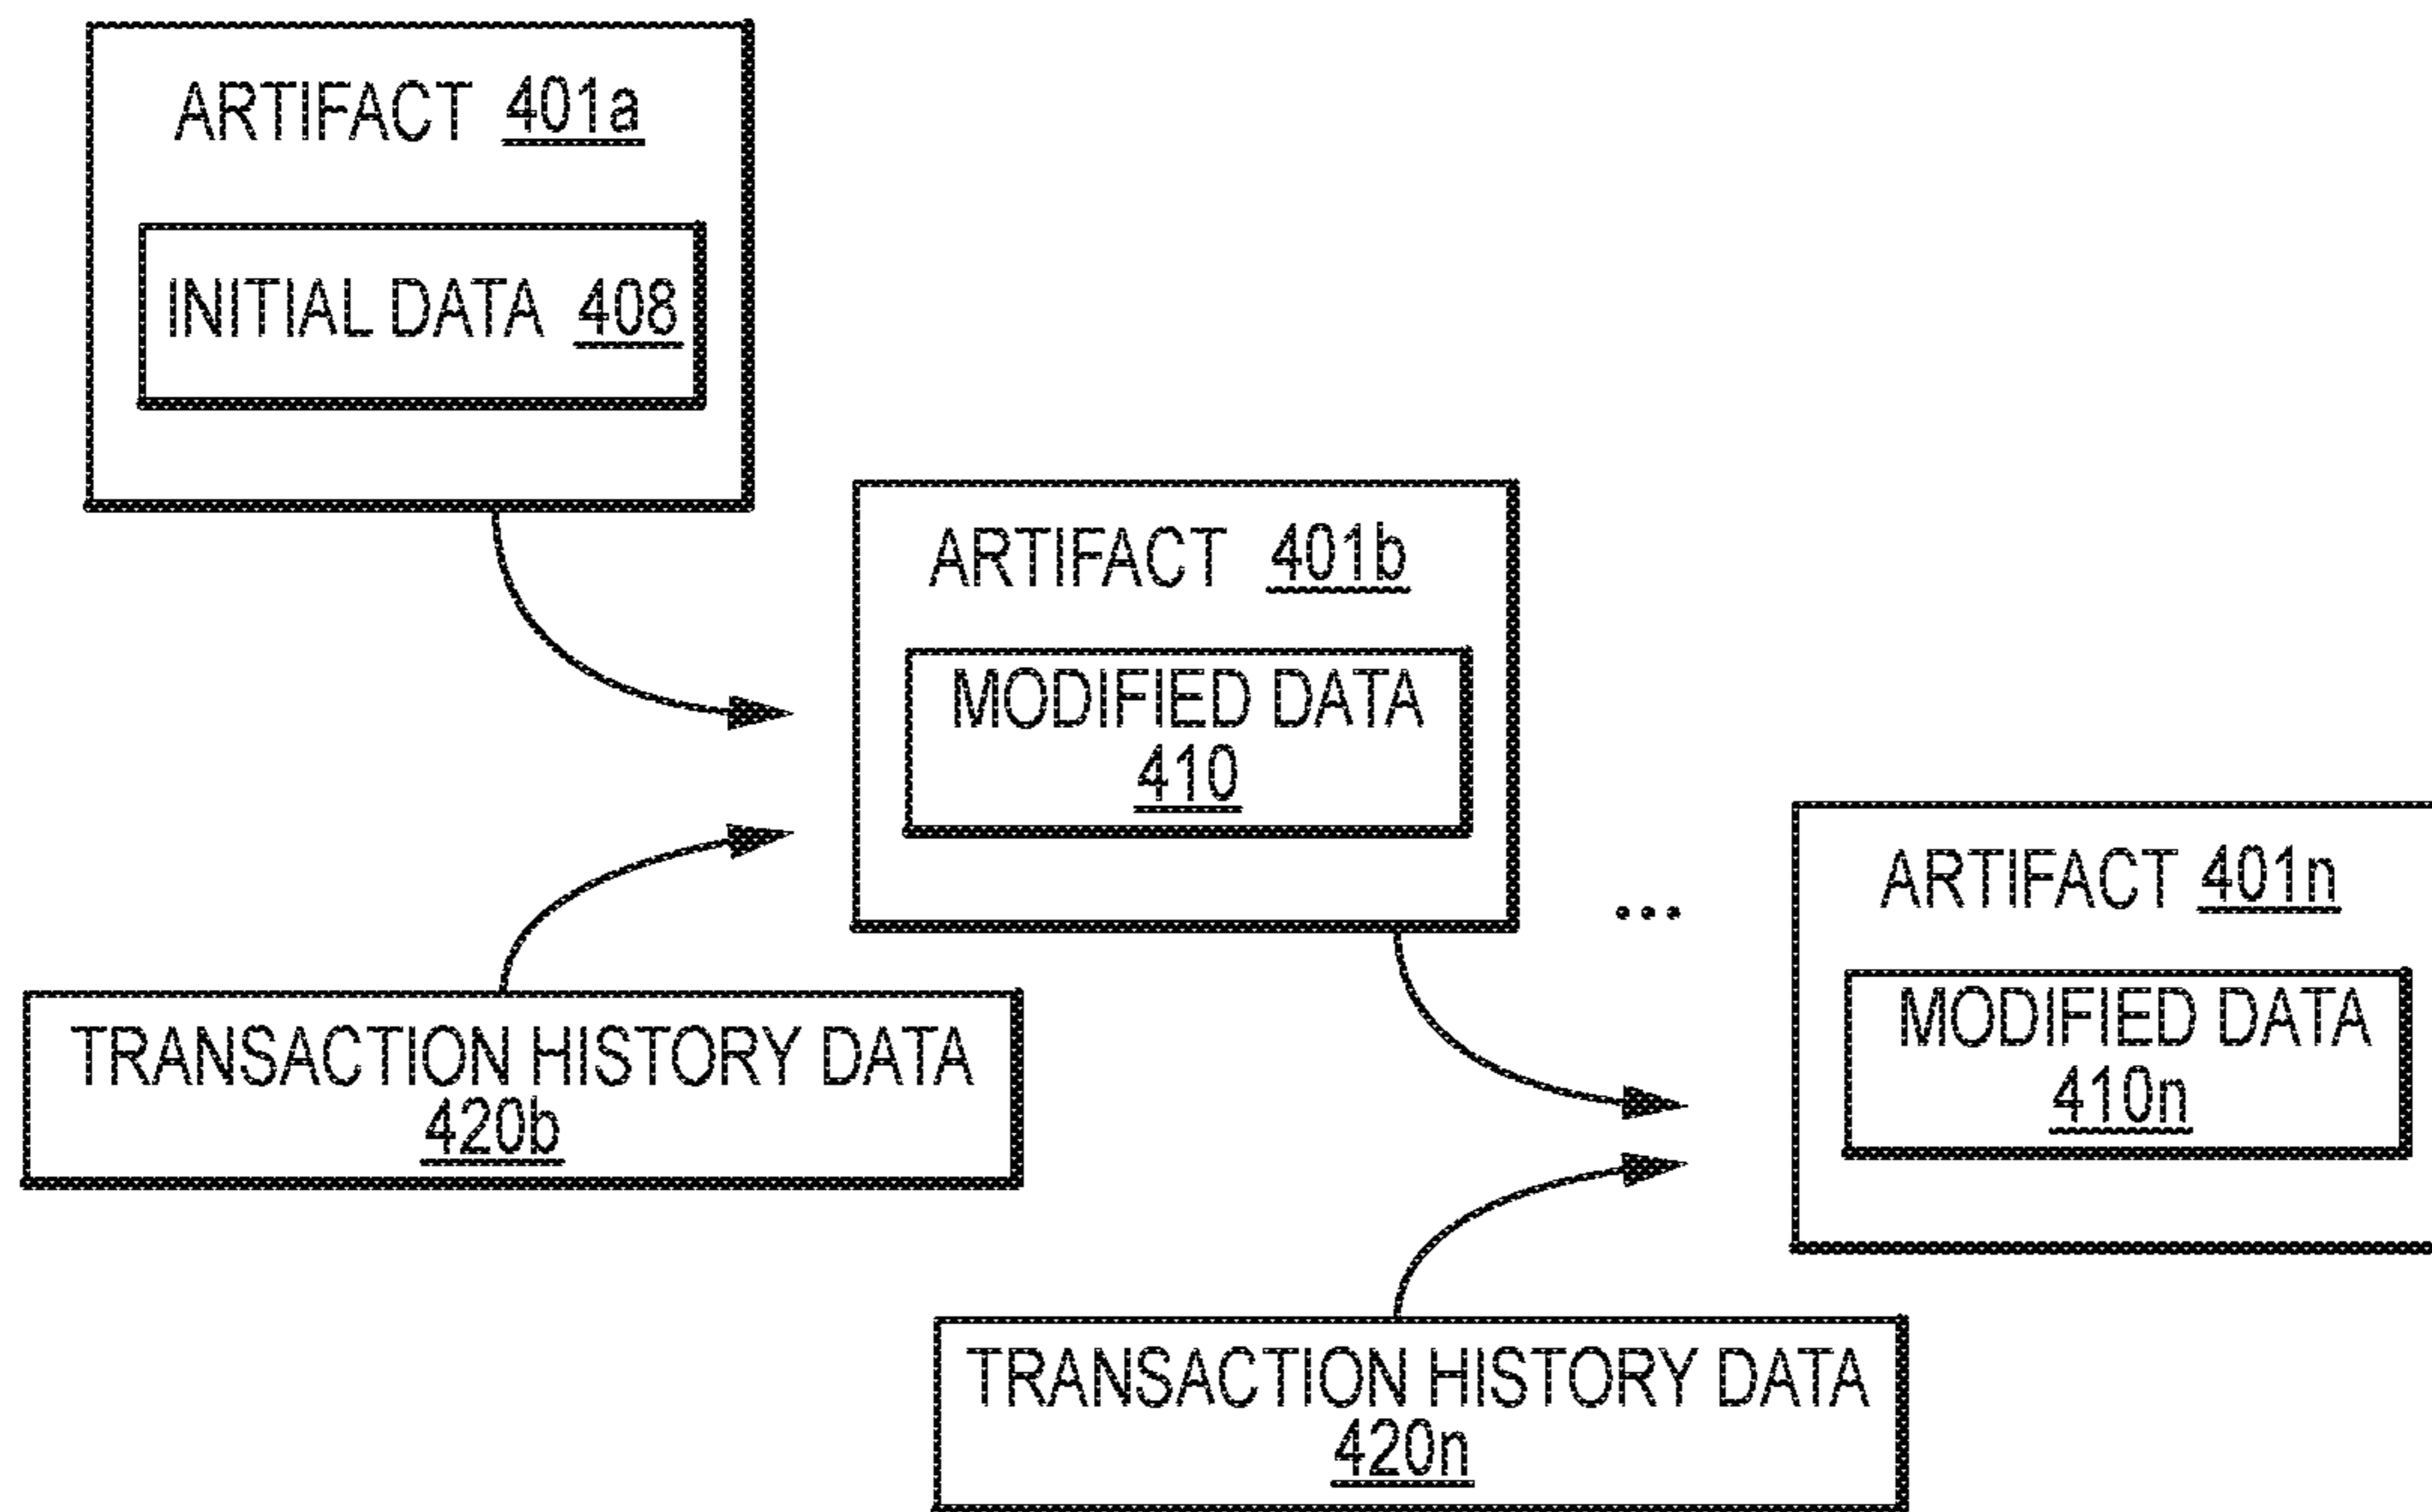 ARTIFACT 401a
INITIAL DATA 408
ARTIFACT 401b
MODIFIED DATA
410
...
ARTIFACT 401n
MODIFIED DATA
410n
TRANSACTION HISTORY DATA
420b
TRANSACTION HISTORY DATA
420n